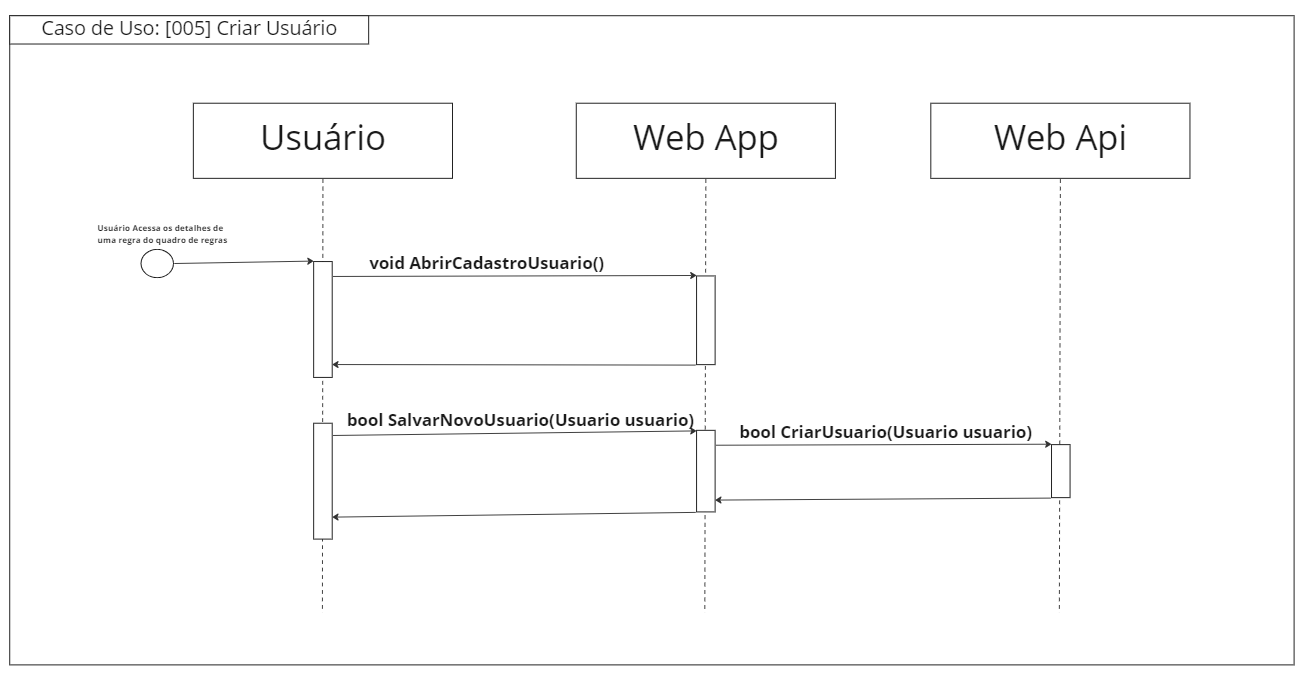 Caso de Uso: [005] Criar Usuário
Usuário
Web App
Web Api
Usuário Acessa os detalhes de
uma regra do quadro de regras
void AbrirCadastroUsuario()
bool SalvarNovoUsuario(Usuario usuario)
bool CriarUsuario(Usuario usuario)